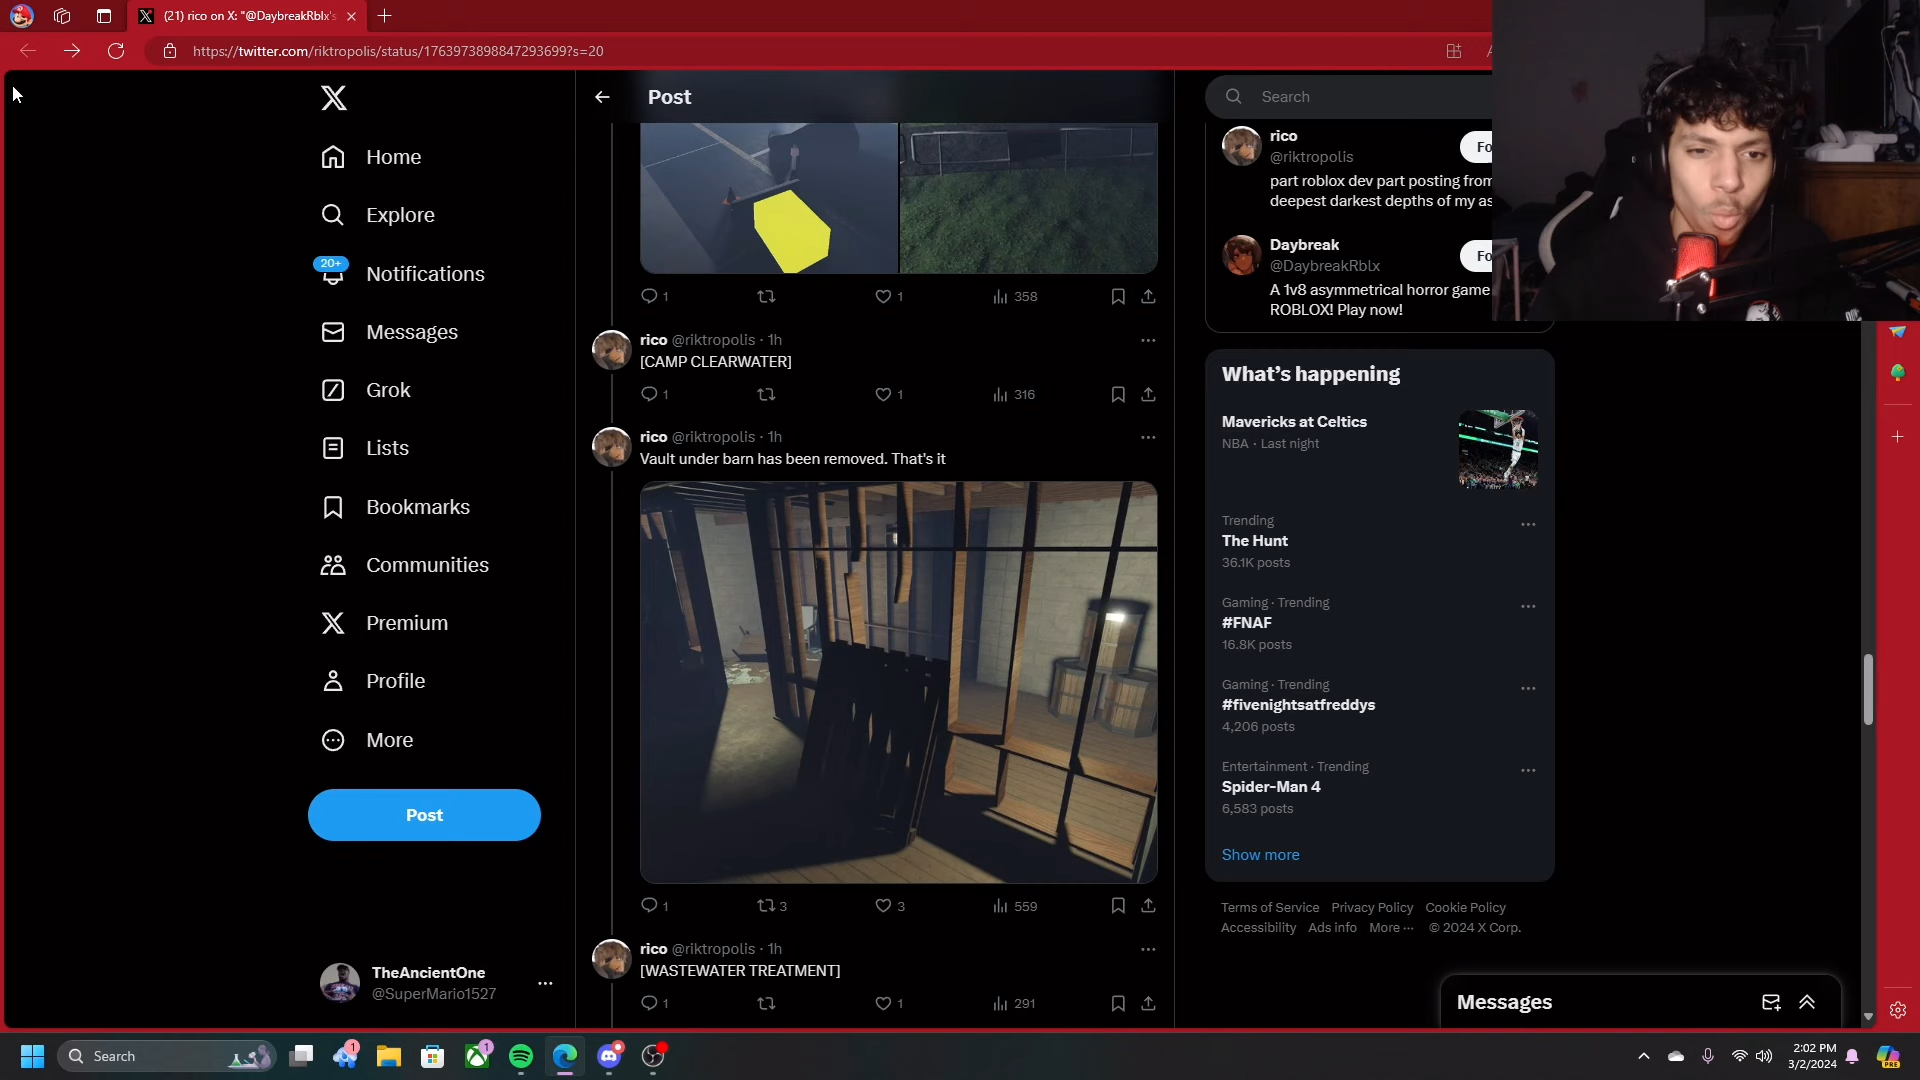 (21) rico on X: "@DaybreakRblx's
https://twitter.com/riktropolis/status/1763973898847293699?s=20
Home
Explore
20+
Notifications
Messages
Grok
Lists
Bookmarks
Communities
Premium
Profile
More
Post
TheAncientOne
@SuperMario1527
Post
1
1
358
rico @riktropolis · 1h
[CAMP CLEARWATER]
1
1
316
rico @riktropolis · 1h
Vault under barn has been removed. That's it
1
3
3
559
rico @riktropolis · 1h
[WASTEWATER TREATMENT]
1
1
291
Search
rico
@riktropolis
Fo
part roblox dev part posting from
deepest darkest depths of my as
Daybreak
@DaybreakRblx
Fo
A 1v8 asymmetrical horror game
ROBLOX! Play now!
What's happening
Mavericks at Celtics
NBA · Last night
Trending
The Hunt
36.1K posts
Gaming · Trending
#FNAF
16.8K posts
Gaming · Trending
#fivenightsatfreddys
4,206 posts
Entertainment · Trending
Spider-Man 4
6,583 posts
Show more
Terms of Service Privacy Policy Cookie Policy
Accessibility Ads info More ··· © 2024 X Corp.
Messages
Search
1
1
2:02 PM
3/2/2024
PRE